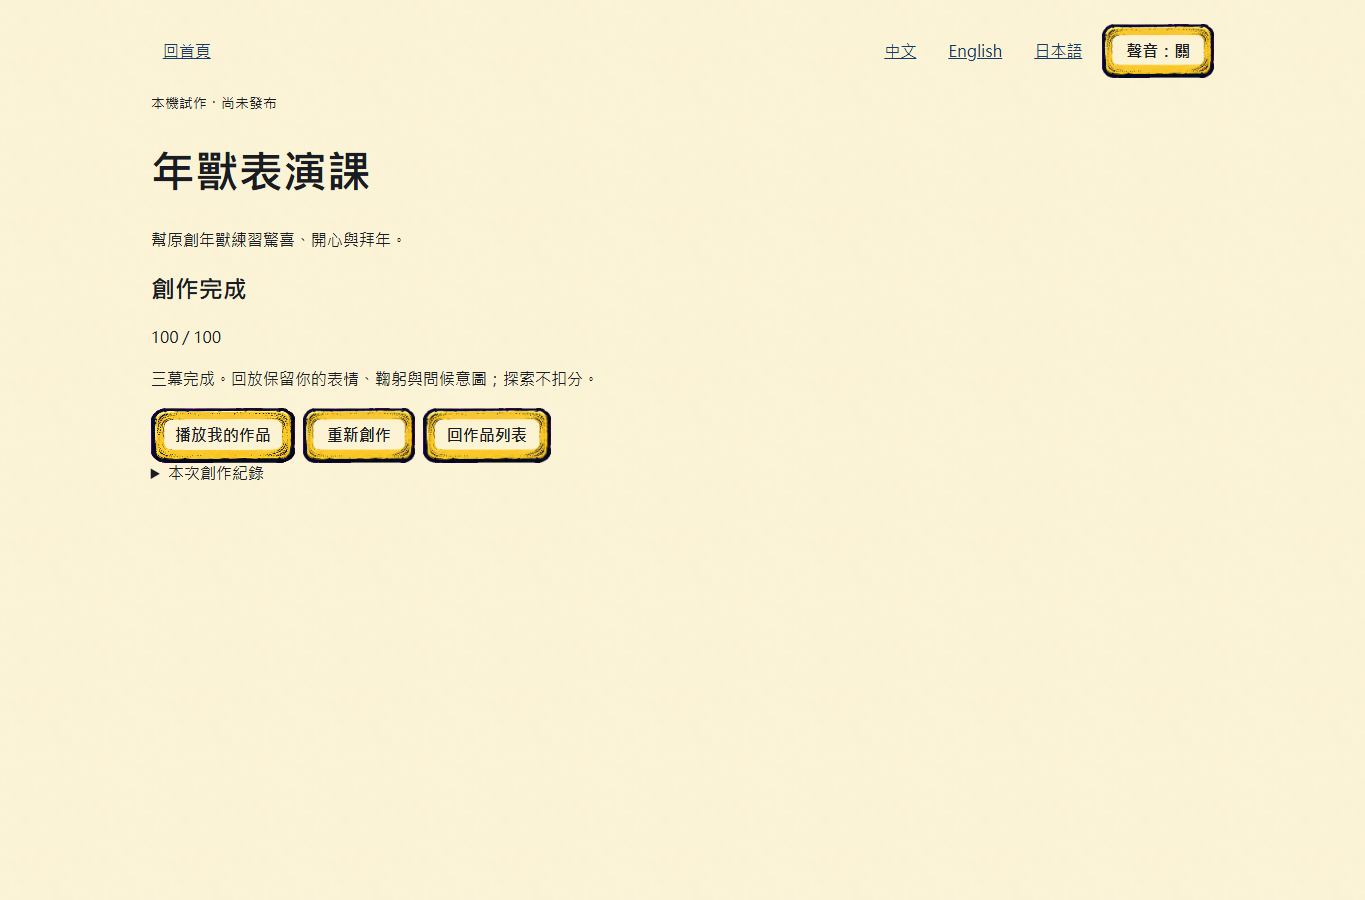 回首頁
中文 English 日本語 聲音：關
本機試作・尚未發布
年獸表演課
幫原創年獸練習驚喜、開心與拜年。
創作完成
100 / 100
三幕完成。回放保留你的表情、鞠躬與問候意圖；探索不扣分。
播放我的作品 重新創作 回作品列表
本次創作紀錄